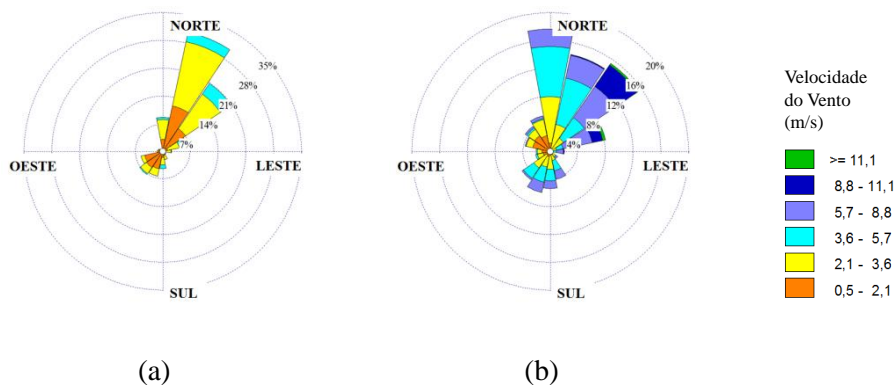 NORTE
35%
28%
21%
14%
7%
OESTE
LESTE
SUL
(a)
NORTE
20%
16%
12%
8%
4%
OESTE
LESTE
SUL
(b)
Velocidade
do Vento
(m/s)
>= 11,1
8,8 - 11,1
5,7 - 8,8
3,6 - 5,7
2,1 - 3,6
0,5 - 2,1